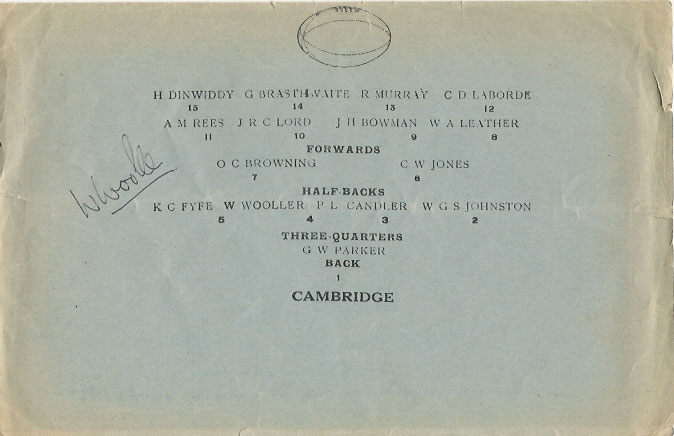 H DINWIDDY G BRASTHWAITE R MURRAY C D LABORDE
15 14 13 12
A M REES J R C LORD J H BOWMAN W A LEATHER
11 10 9 8
FORWARDS
O C BROWNING C W JONES
7 6
HALF-BACKS
K C FYFE W WOOLLER P L CANDLER W G S JOHNSTON
5 4 3 2
THREE-QUARTERS
G W PARKER
BACK
1
CAMBRIDGE
W Wooller